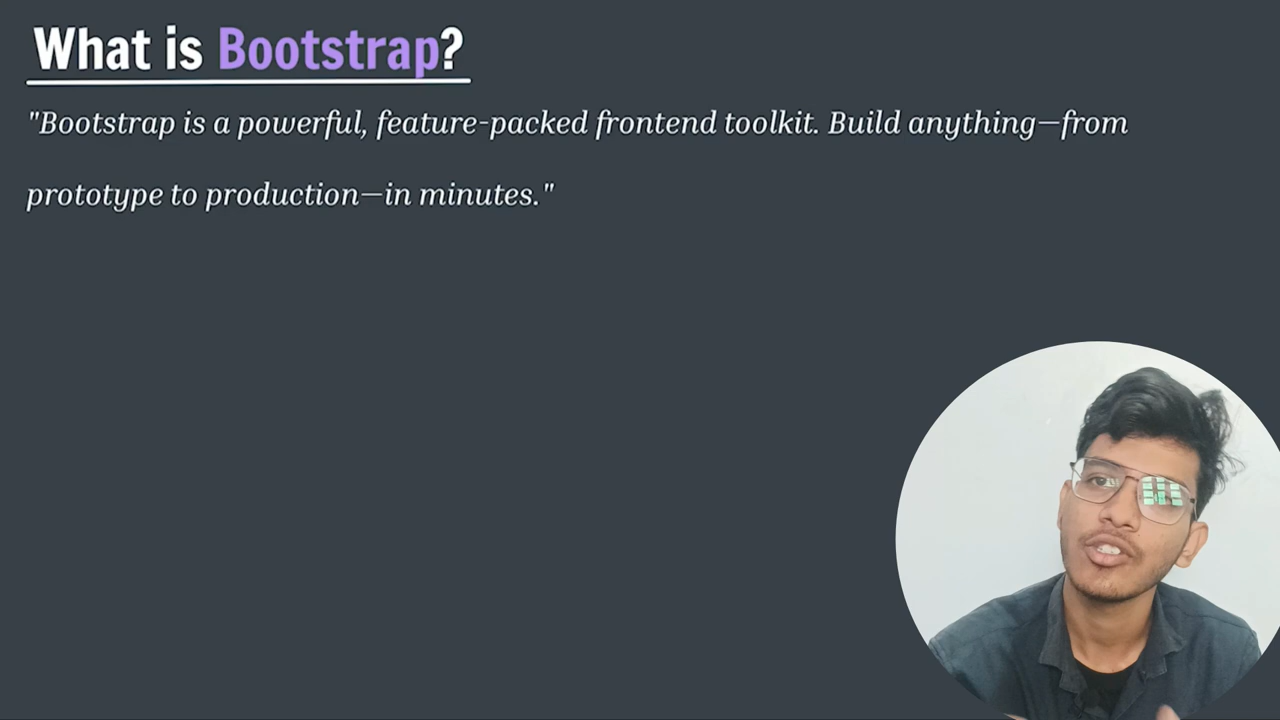 What is Bootstrap?
"Bootstrap is a powerful, feature-packed frontend toolkit. Build anything—from
prototype to production—in minutes."